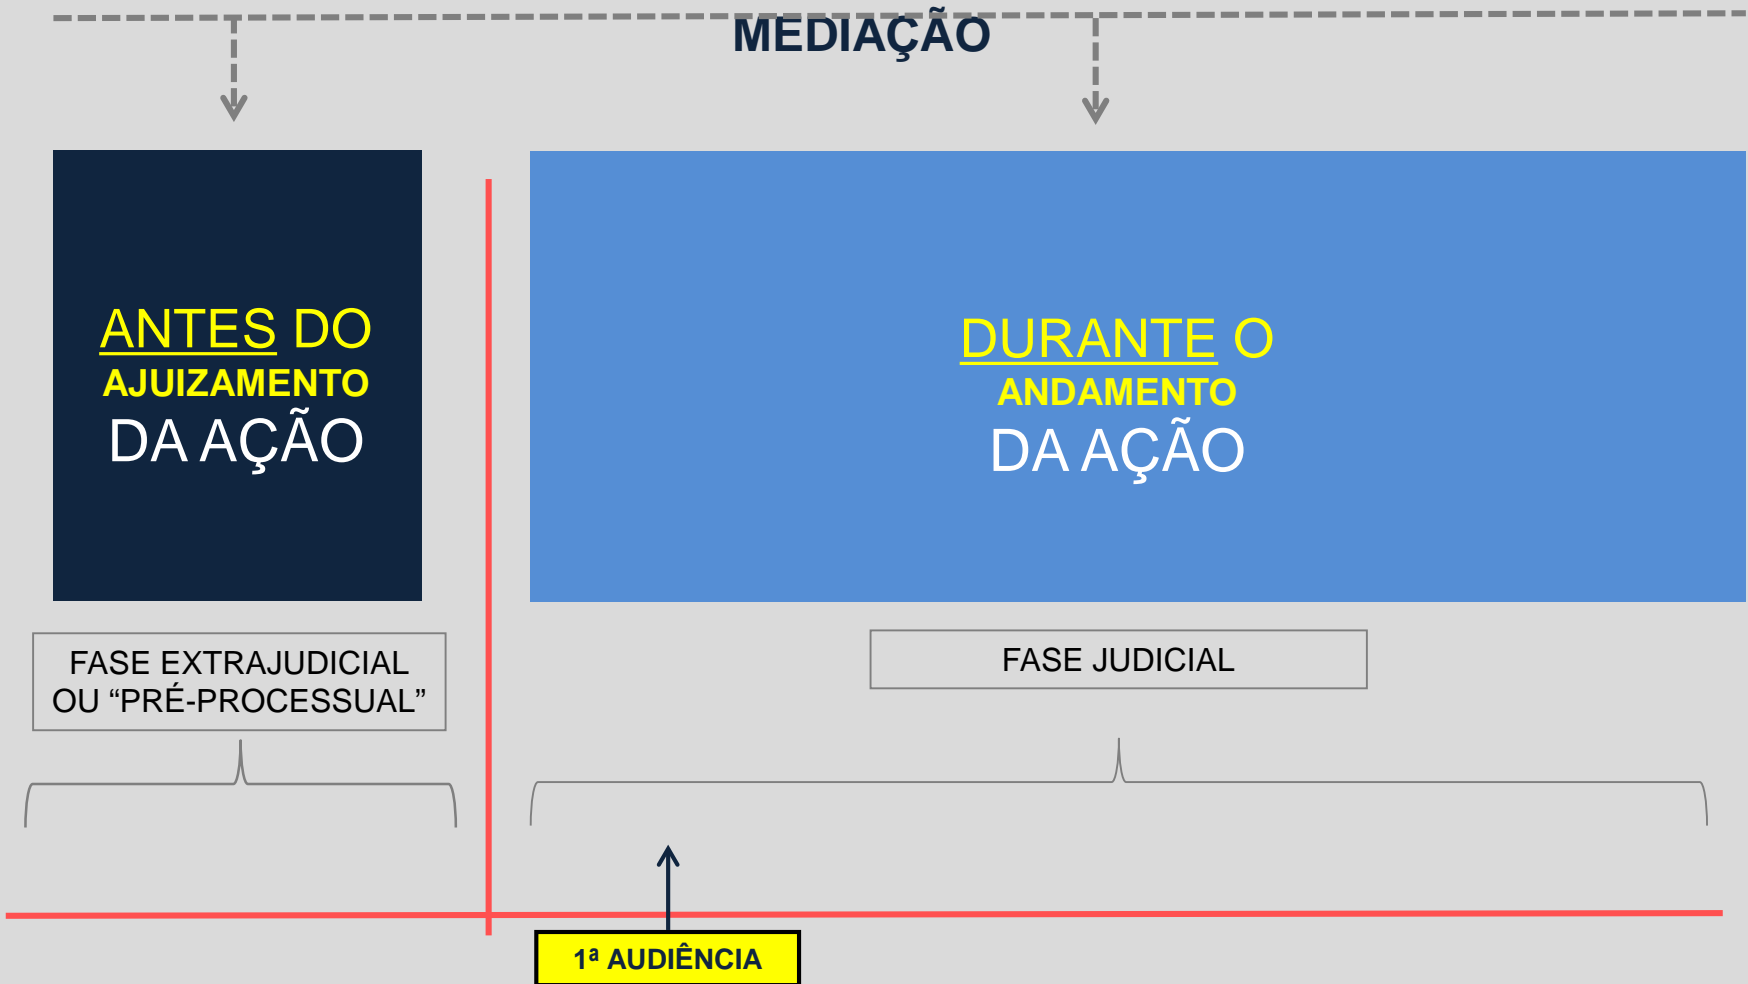 MEDIAÇÃO
ANTES DO
AJUIZAMENTO
DA AÇÃO
DURANTE O
ANDAMENTO
DA AÇÃO
FASE EXTRAJUDICIAL
OU “PRÉ-PROCESSUAL”
FASE JUDICIAL
1ª AUDIÊNCIA